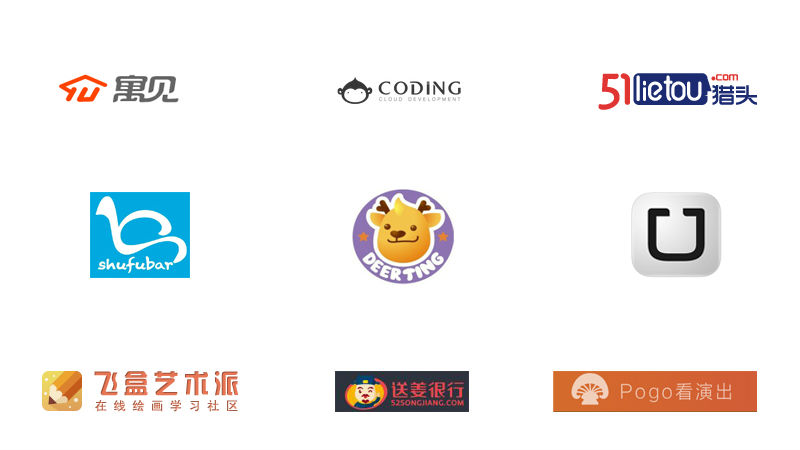 寓见
CODING
CLOUD DEVELOPMENT
51lietou.com猎头
shufubar
DEERTING
U
飞盒艺术派
在线绘画学习社区
送姜很行
52SONGJIANG.COM
Pogo看演出